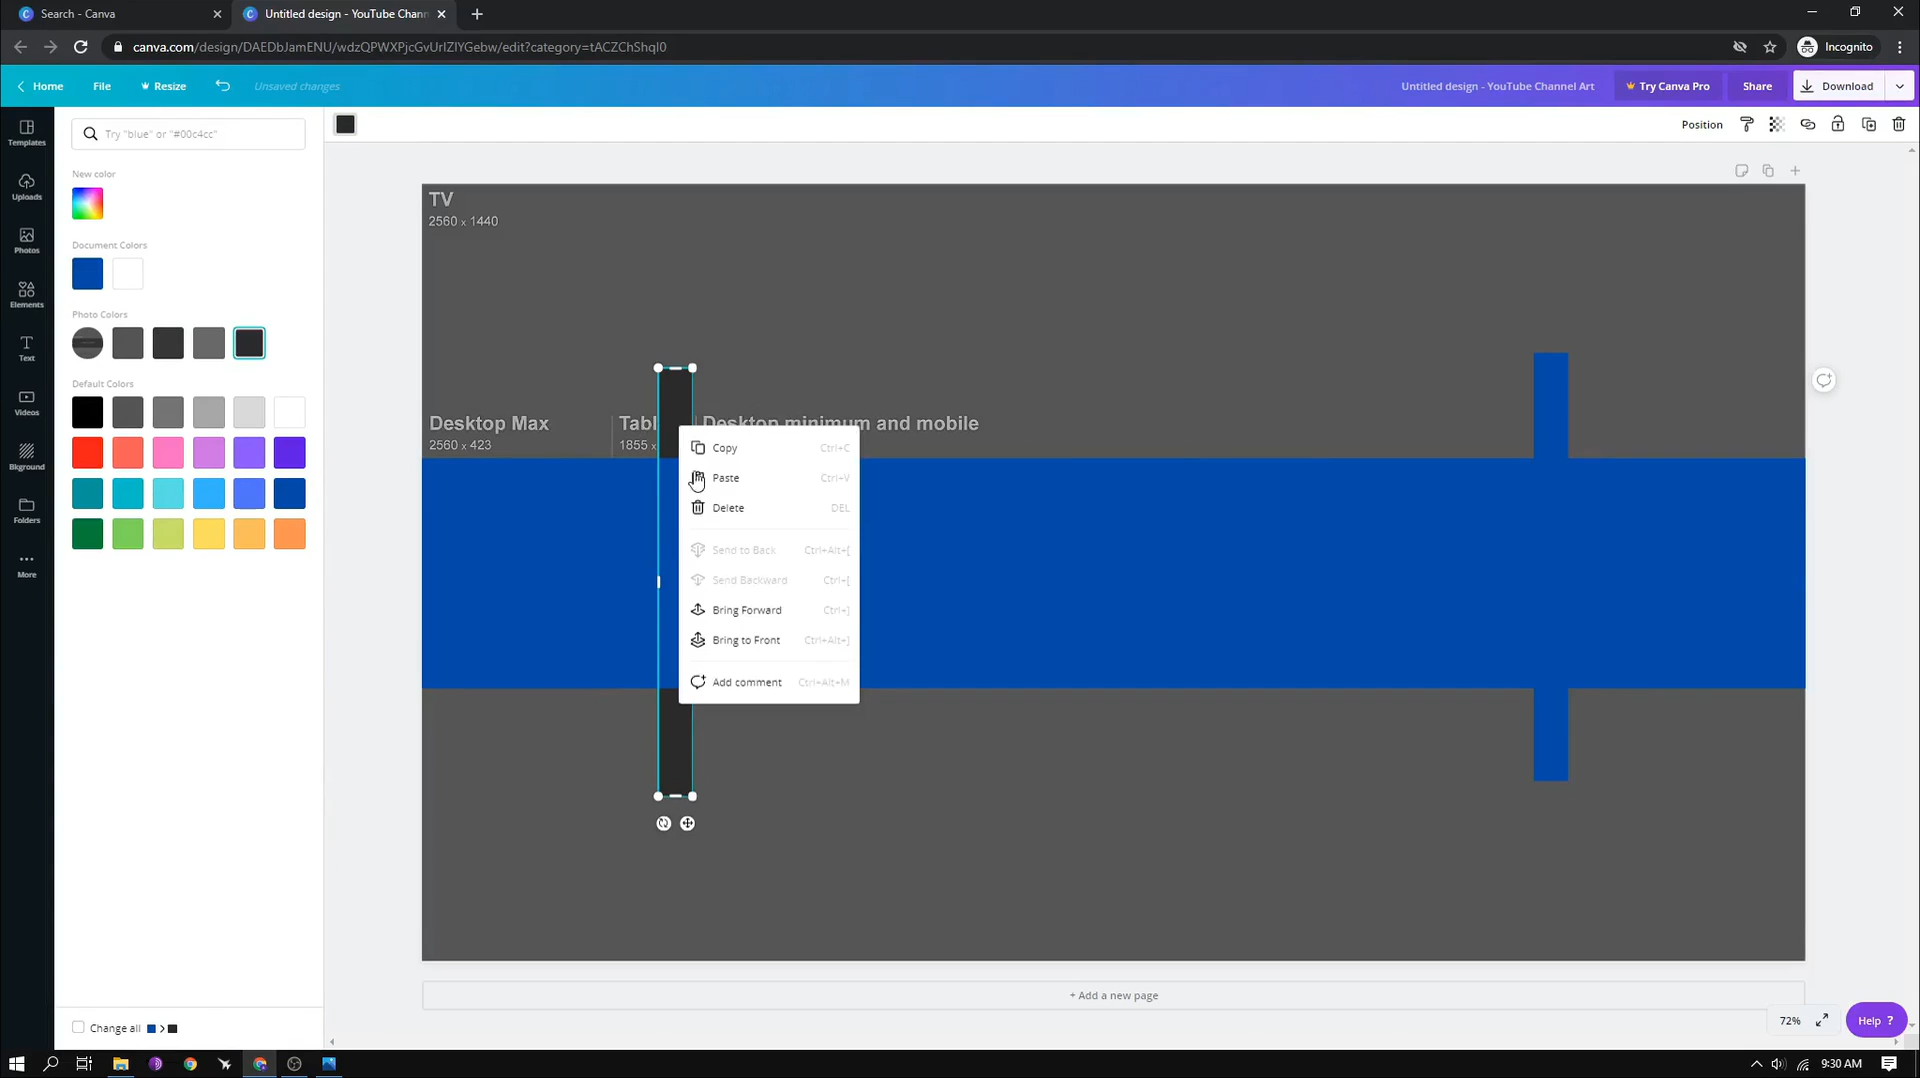 Search - Canva
Untitled design - YouTube Chann
canva.com/design/DAEDbJamENU/wdzQPWXPjcGvUrIZIYGebw/edit?category=tACZChShqI0
Incognito
Home
File
Resize
Unsaved changes
Untitled design - YouTube Channel Art
Try Canva Pro
Share
Download
Templates
Uploads
Photos
Elements
Text
Videos
Bkground
Folders
More
Try "blue" or "#00c4cc"
New color
Document Colors
Photo Colors
Default Colors
Change all
Position
TV
2560 x 1440
Desktop Max
2560 x 423
Tabl
1855 x
Desktop minimum and mobile
Copy Ctrl+C
Paste Ctrl+V
Delete DEL
Send to Back Ctrl+Alt+[
Send Backward Ctrl+[
Bring Forward Ctrl+]
Bring to Front Ctrl+Alt+]
Add comment Ctrl+Alt+M
+ Add a new page
72%
Help ?
9:30 AM